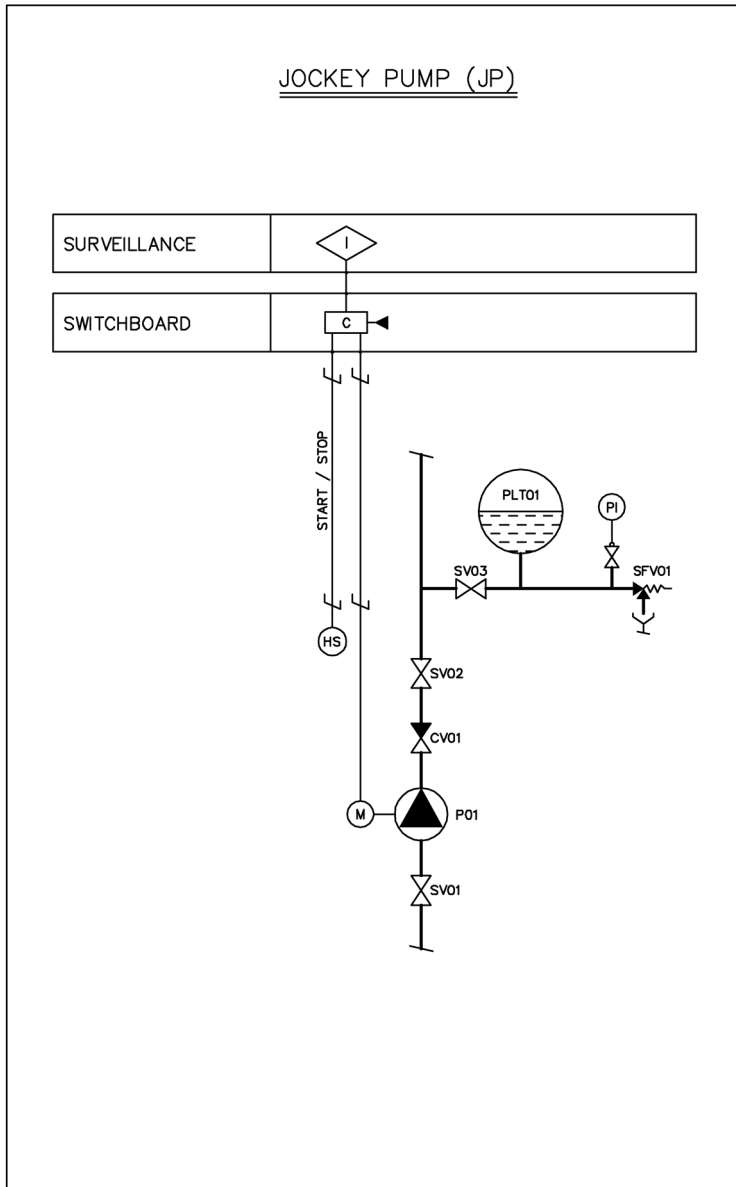 JOCKEY PUMP (JP)
SURVEILLANCE
I
SWITCHBOARD
C
START / STOP
PLT01
PI
SV03
SFV01
HS
SV02
CV01
M
P01
SV01